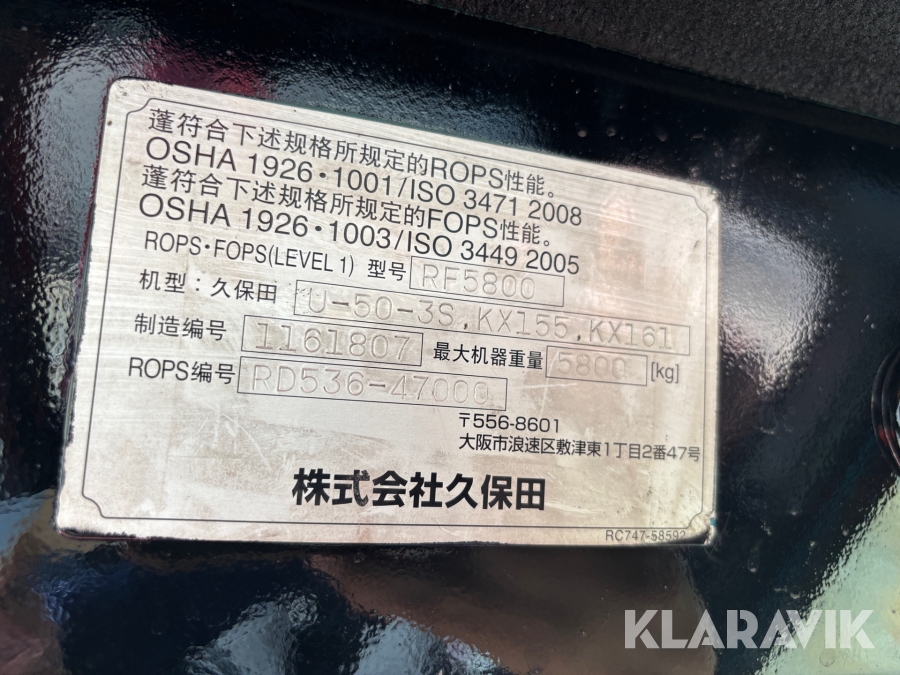 蓬符合下述规格所规定的ROPS性能。
OSHA 1926・1001/ISO 3471 2008
蓬符合下述规格所规定的FOPS性能。
OSHA 1926・1003/ISO 3449 2005
ROPS・FOPS(LEVEL 1) 型号 RF5800
机型：久保田 U-50-3S,KX155,KX161
制造编号 1161807 最大机器重量 5800 [kg]
ROPS编号 RD536-47000
〒556-8601
大阪市浪速区敷津東1丁目2番47号
株式会社久保田
RC747-58592
KLARAVIK